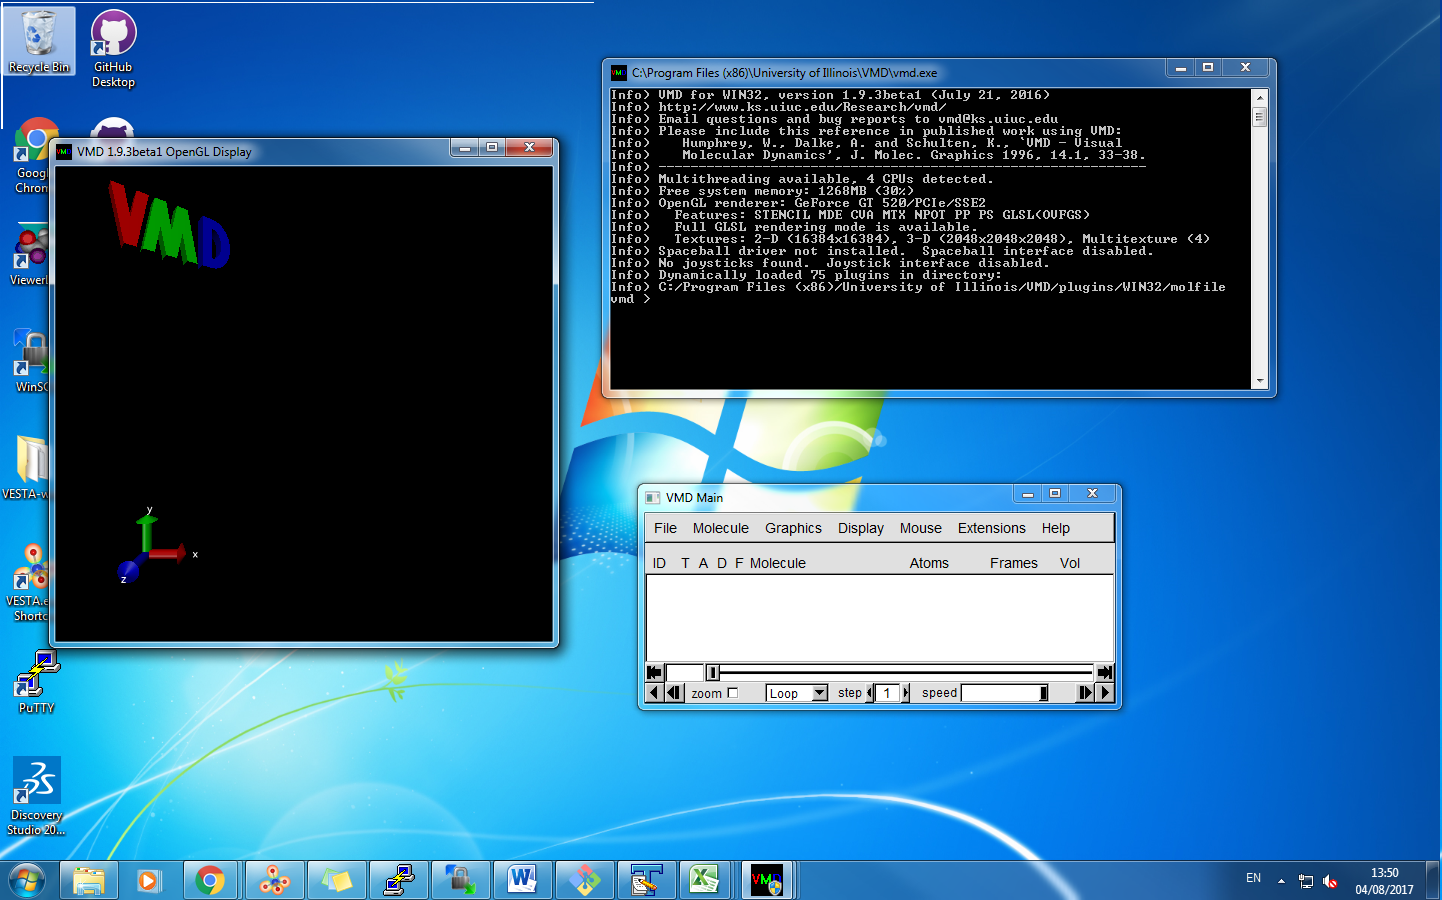 Recycle Bin
GitHub
Desktop
Googl
Chrom
ViewerL
WinSC
VESTA-w
VESTA.e
Shortc
PuTTY
Discovery
Studio 20...
VMD 1.9.3beta1 OpenGL Display
VMD
y
x
z
C:\Program Files (x86)\University of Illinois\VMD\vmd.exe
Info) VMD for WIN32, version 1.9.3beta1 (July 21, 2016)
Info) http://www.ks.uiuc.edu/Research/vmd/
Info) Email questions and bug reports to vmd@ks.uiuc.edu
Info) Please include this reference in published work using VMD:
Info)    Humphrey, W., Dalke, A. and Schulten, K., `VMD - Visual
Info)    Molecular Dynamics', J. Molec. Graphics 1996, 14.1, 33-38.
Info) -------------------------------------------------------------
Info) Multithreading available, 4 CPUs detected.
Info) Free system memory: 1268MB (30%)
Info) OpenGL renderer: GeForce GT 520/PCIe/SSE2
Info)   Features: STENCIL MDE CVA MTX NPOT PP PS GLSL(OVFGS)
Info)   Full GLSL rendering mode is available.
Info)   Textures: 2-D (16384x16384), 3-D (2048x2048x2048), Multitexture (4)
Info) Spaceball driver not installed.  Spaceball interface disabled.
Info) No joysticks found.  Joystick interface disabled.
Info) Dynamically loaded 75 plugins in directory:
Info) C:/Program Files (x86)/University of Illinois/VMD/plugins/WIN32/molfile
vmd >
VMD Main
File Molecule Graphics Display Mouse Extensions Help
ID T A D F Molecule Atoms Frames Vol
zoom Loop step 1 speed
VMD
EN
13:50
04/08/2017